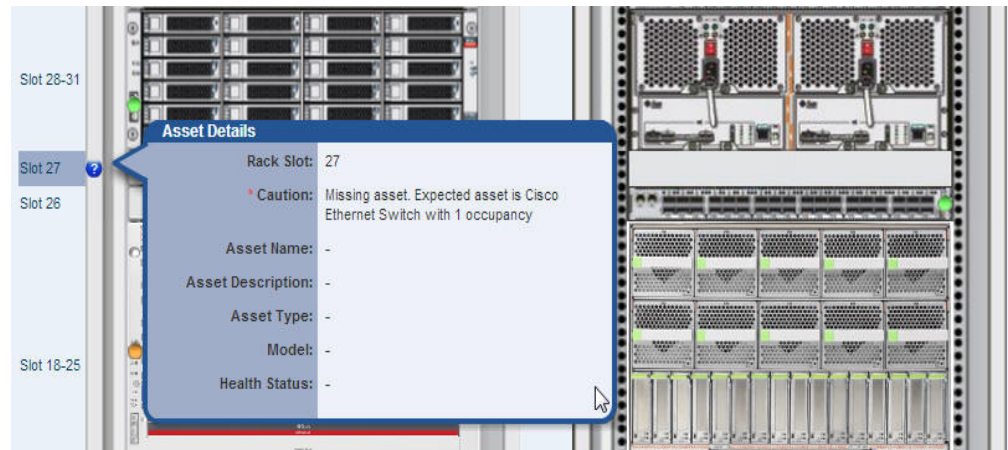 Slot 28-31
Asset Details
Slot 27
Rack Slot: 27
* Caution: Missing asset. Expected asset is Cisco
Ethernet Switch with 1 occupancy
Slot 26
Asset Name: -
Asset Description: -
Asset Type: -
Model: -
Slot 18-25
Health Status: -